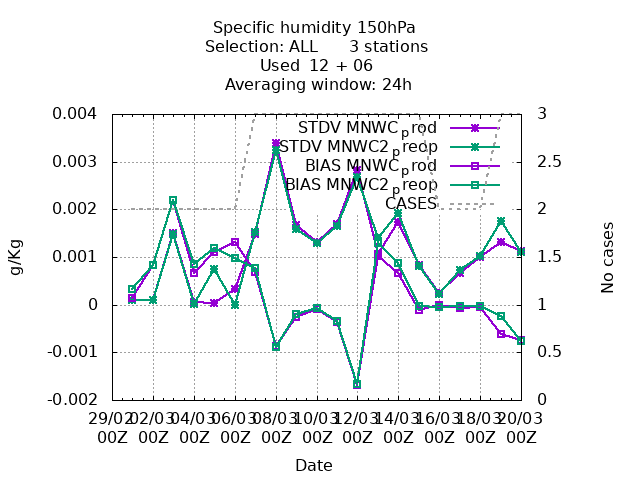 Specific humidity 150hPa
Selection: ALL      3 stations
Used  12 + 06
Averaging window: 24h
0.004
0.003
0.002
0.001
0
-0.001
-0.002
g/Kg
STDV MNWC_prod
STDV MNWC2_preop
BIAS MNWC_prod
BIAS MNWC2_preop
CASES
3
2.5
2
1.5
1
0.5
0
No cases
29/02 02/03 04/03 06/03 08/03 10/03 12/03 14/03 16/03 18/03 20/03
00Z 00Z 00Z 00Z 00Z 00Z 00Z 00Z 00Z 00Z 00Z
Date